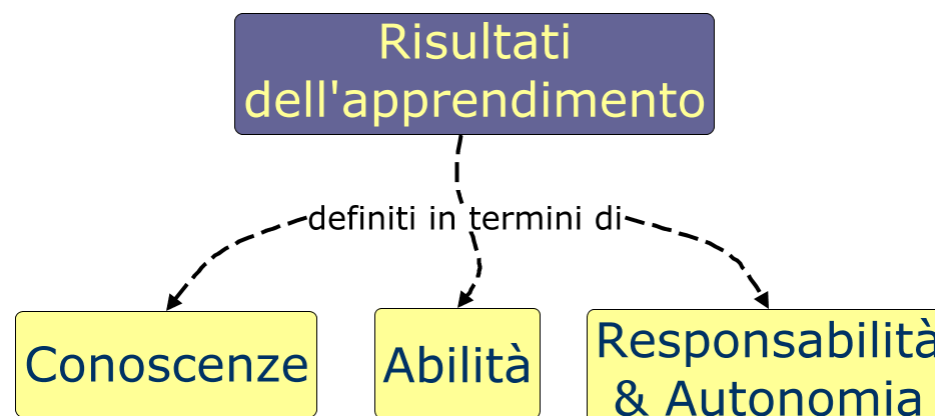 Risultati
dell'apprendimento
definiti in termini di
Conoscenze
Abilità
Responsabilità
& Autonomia